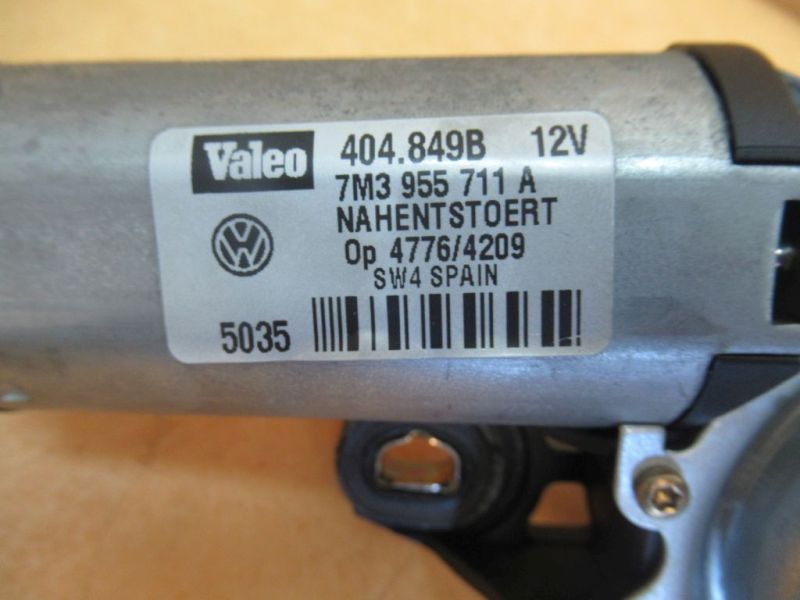 Valeo 404.849B 12V
7M3 955 711 A
NAHENTSTOERT
Op 4776/4209
SW4 SPAIN
5035